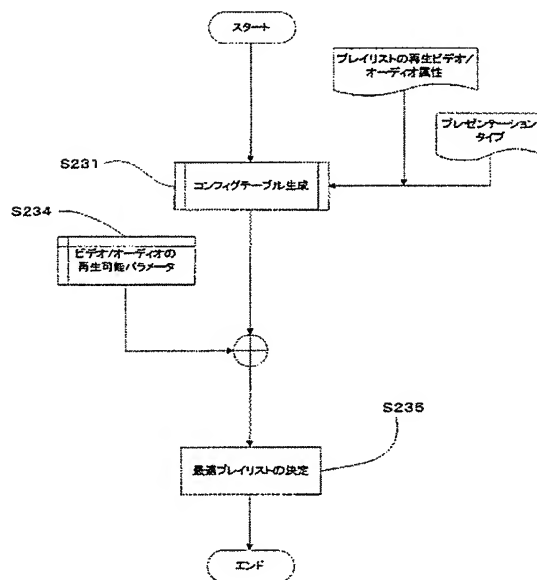 スタート
プレイリストの再生ビデオ/
オーディオ属性
プレゼンテーション
タイプ
S231
コンフィグテーブル生成
S234
ビデオ/オーディオの
再生可能パラメータ
S235
最適プレイリストの決定
エンド